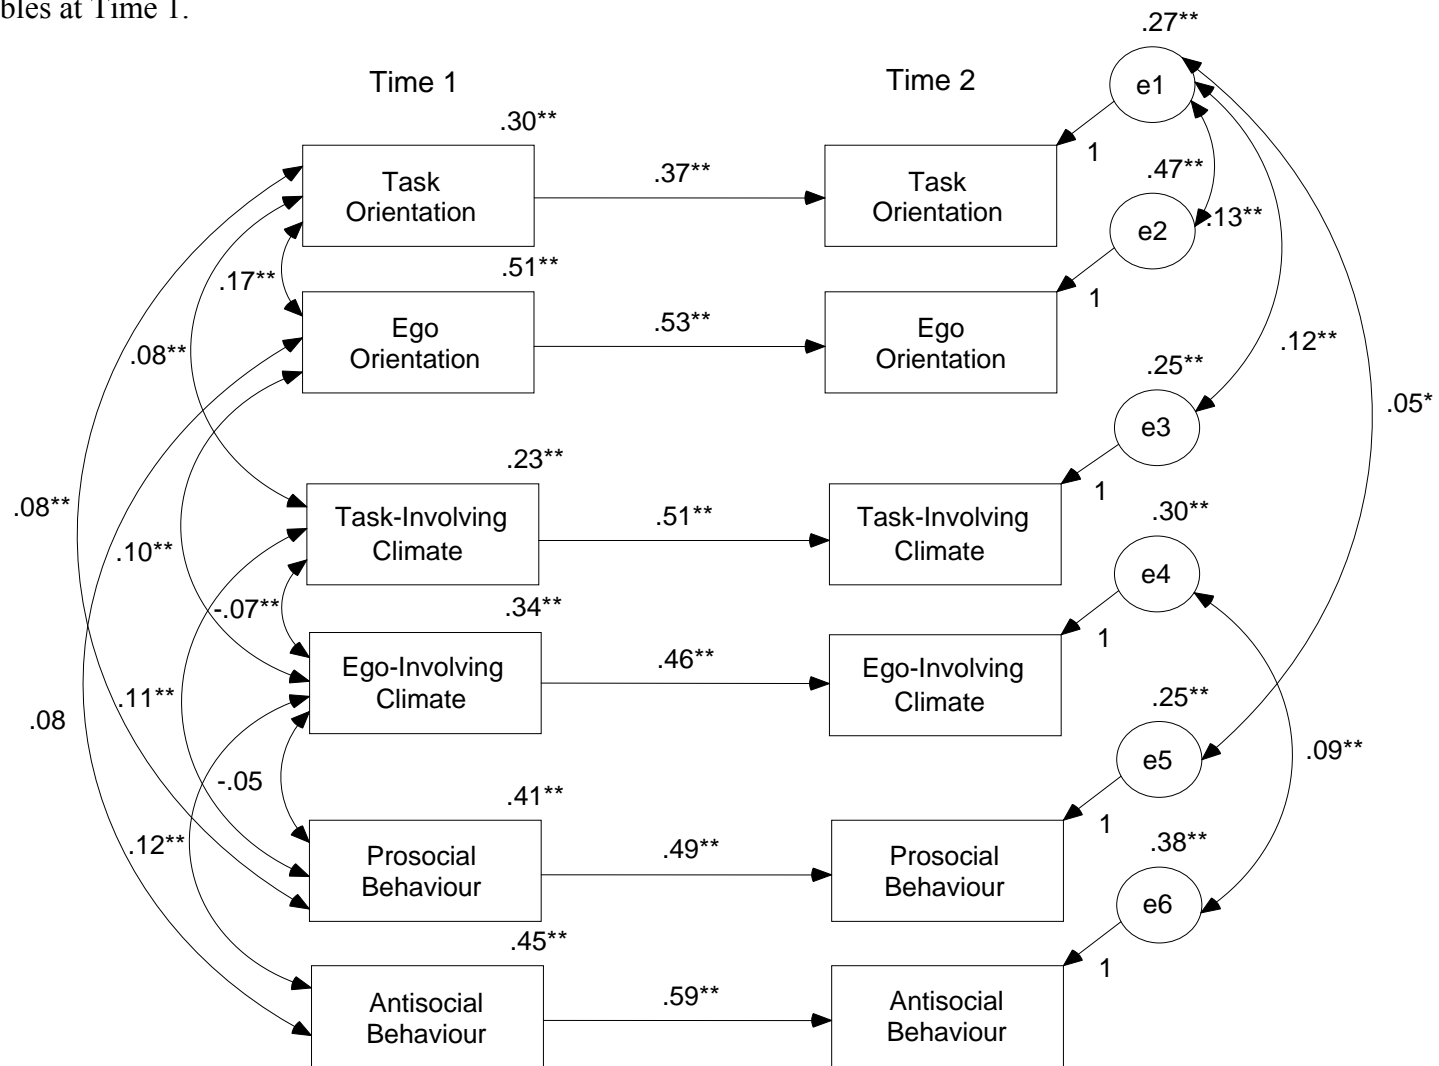 bles at Time 1.
.27**
Time 1
Time 2
e1
.30**
1
Task
Orientation
.37**
Task
Orientation
.47**
e2
.13**
.17**
.51**
1
Ego
Orientation
.53**
Ego
Orientation
.08**
.12**
.25**
e3
.05*
.23**
1
Task-Involving
Climate
.51**
Task-Involving
Climate
.08**
.10**
.30**
e4
-.07**
.34**
1
Ego-Involving
Climate
.46**
Ego-Involving
Climate
.11**
.08
.25**
e5
.09**
-.05
.41**
1
Prosocial
Behaviour
.49**
Prosocial
Behaviour
.12**
.38**
e6
.45**
1
Antisocial
Behaviour
.59**
Antisocial
Behaviour